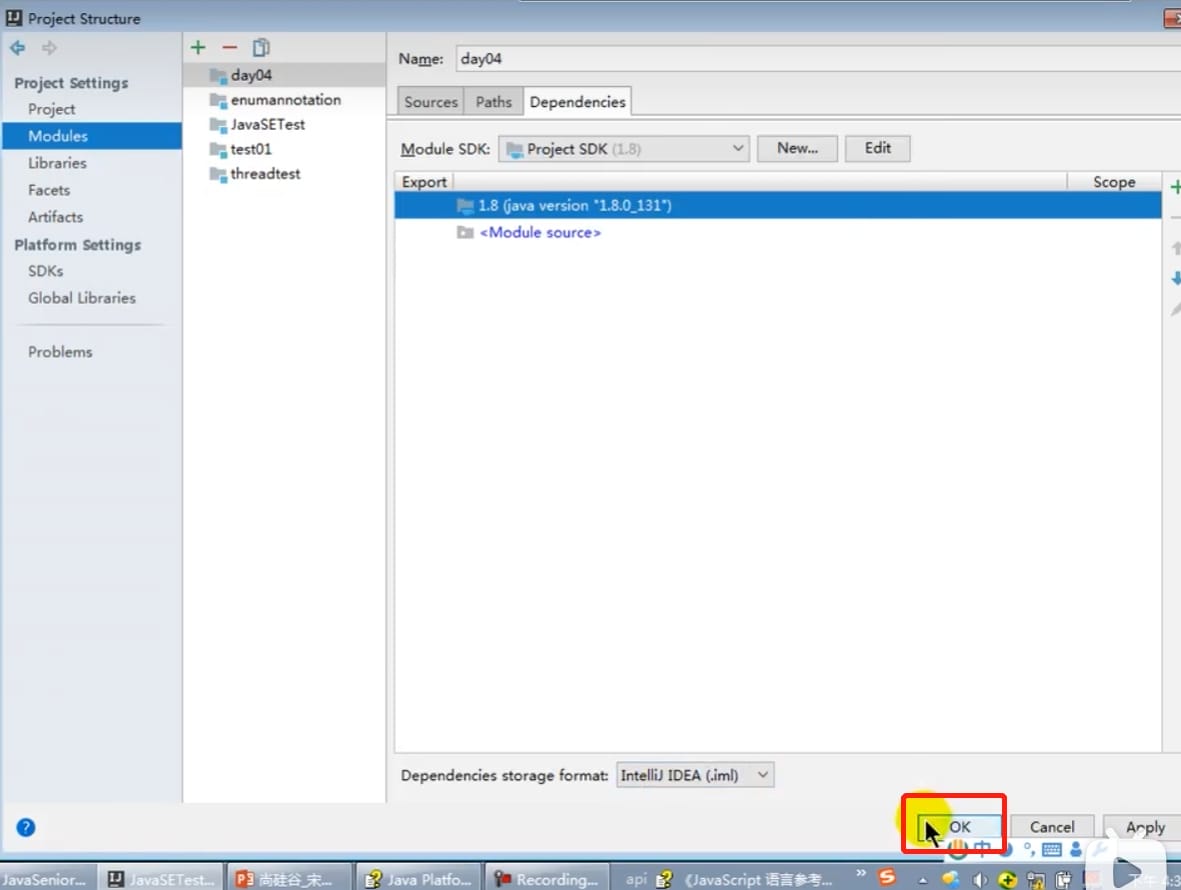 Project Structure
Project Settings
Project
Modules
Libraries
Facets
Artifacts
Platform Settings
SDKs
Global Libraries
Problems
day04
enumannotation
JavaSETest
test01
threadtest
Name: day04
Sources Paths Dependencies
Module SDK: Project SDK (1.8) New... Edit
Export Scope
1.8 (java version "1.8.0_131")
<Module source>
Dependencies storage format: IntelliJ IDEA (.iml)
OK Cancel Apply
中
JavaSenior... JavaSETest... 尚硅谷_宋... Java Platfo... Recording... api 《JavaScript 语言参考... »